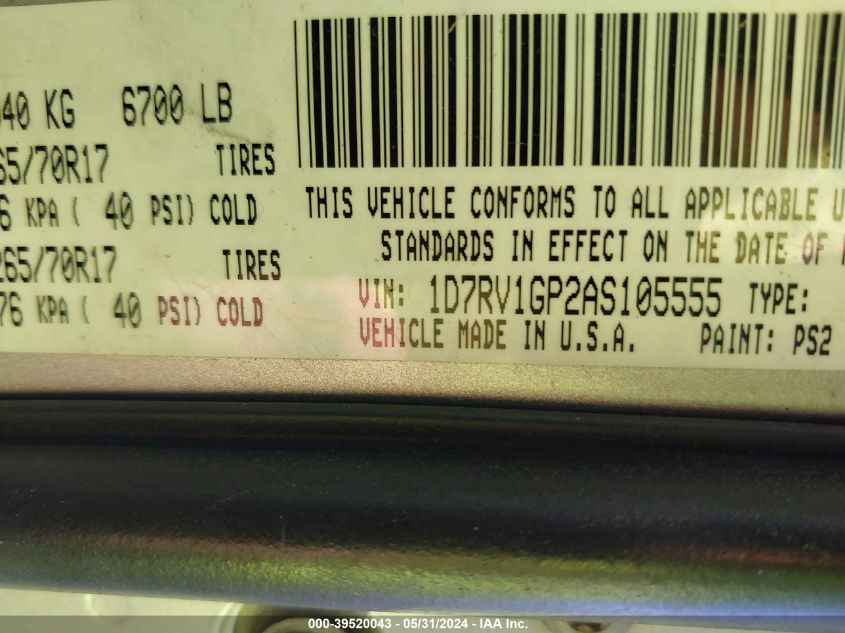 040 KG 6700 LB
65/70R17 TIRES
6 KPA ( 40 PSI) COLD
265/70R17 TIRES
76 KPA ( 40 PSI) COLD
THIS VEHICLE CONFORMS TO ALL APPLICABLE U
STANDARDS IN EFFECT ON THE DATE OF
VIN: 1D7RV1GP2AS105555 TYPE:
VEHICLE MADE IN U.S.A. PAINT: PS2
000-39520043 - 05/31/2024 - IAA Inc.